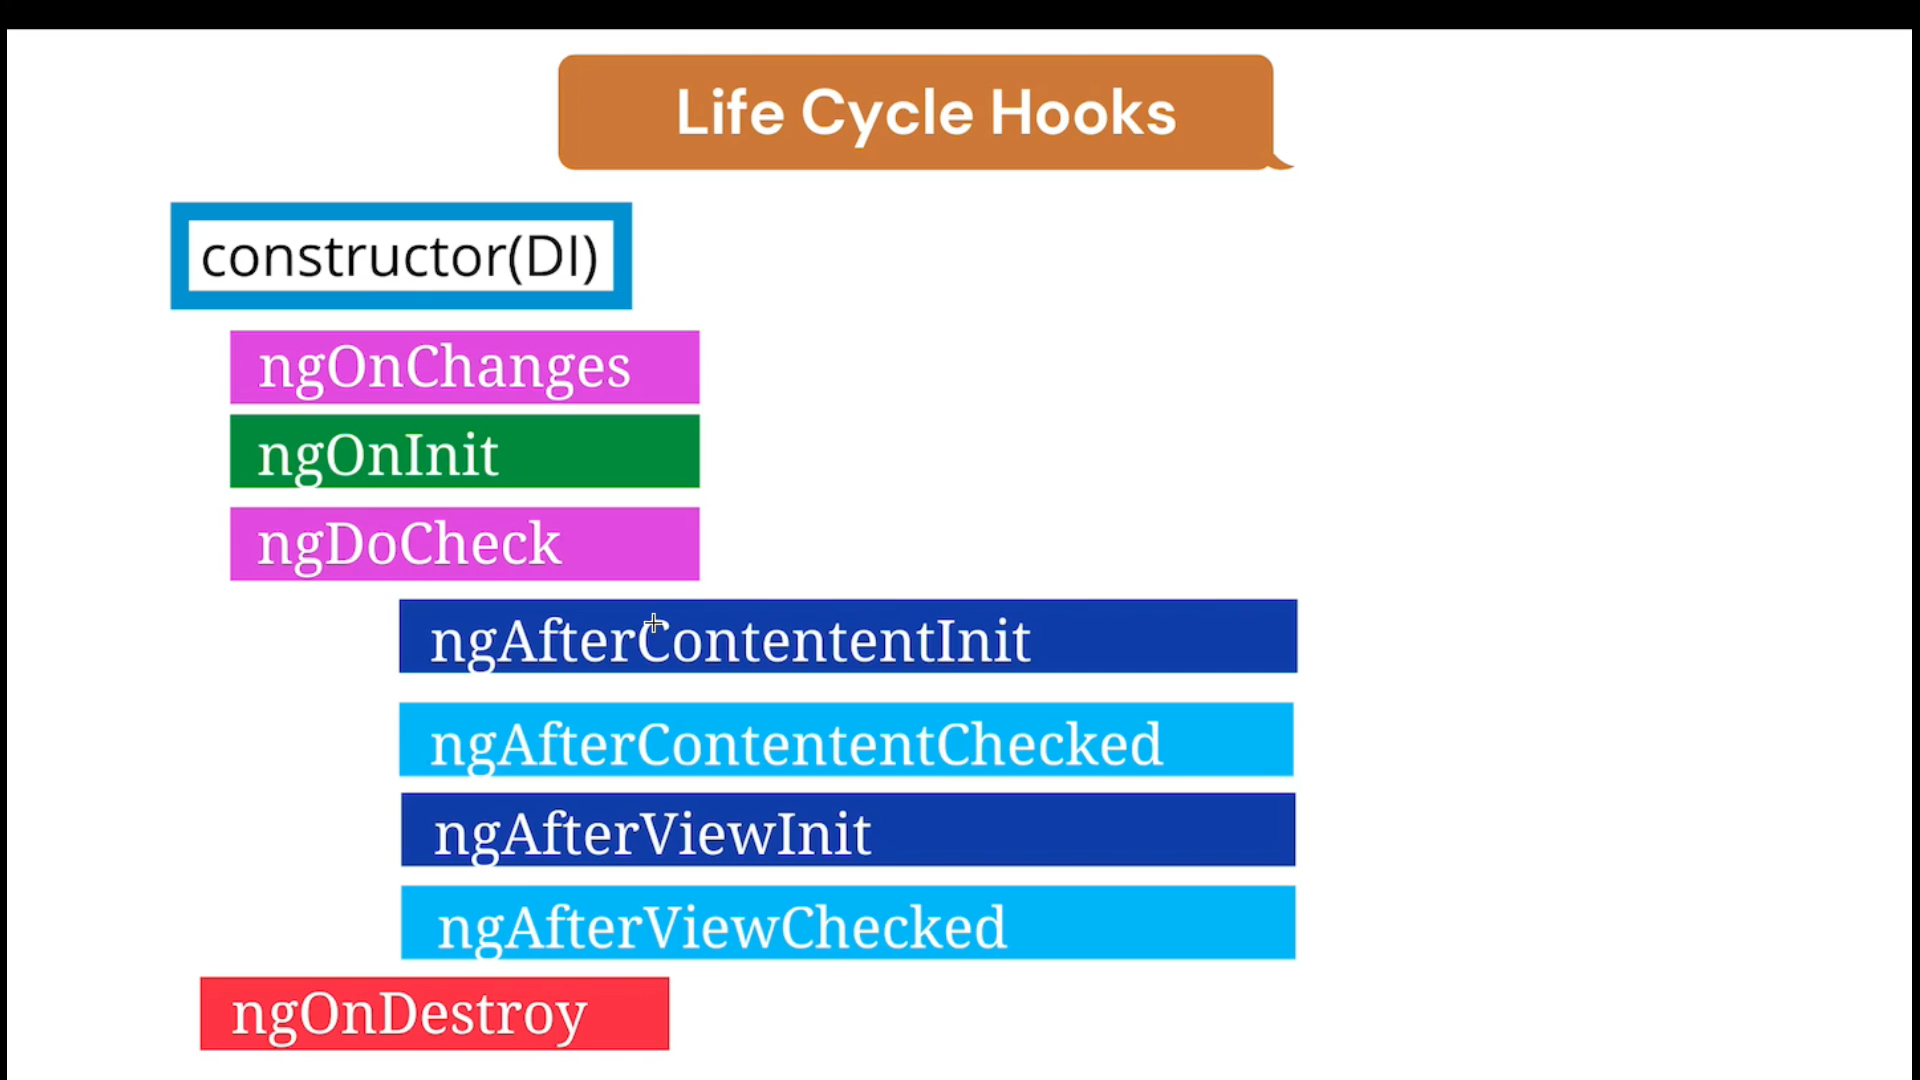 Life Cycle Hooks
constructor(DI)
ngOnChanges
ngOnInit
ngDoCheck
ngAfterContententInit
ngAfterContententChecked
ngAfterViewInit
ngAfterViewChecked
ngOnDestroy